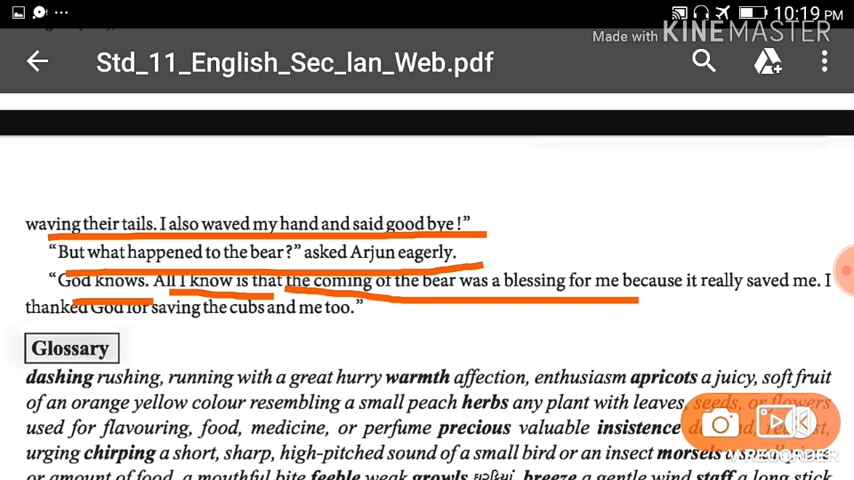 10:19 PM
Made with KINEMASTER
Std_11_English_Sec_lan_Web.pdf
waving their tails. I also waved my hand and said good bye !”
“But what happened to the bear?” asked Arjun eagerly.
“God knows. All I know is that the coming of the bear was a blessing for me because it really saved me. I
thanked God for saving the cubs and me too.”
Glossary
dashing rushing, running with a great hurry warmth affection, enthusiasm apricots a juicy, soft fruit
of an orange yellow colour resembling a small peach herbs any plant with leaves, seeds, or flowers
used for flavouring, food, medicine, or perfume precious valuable insistence
urging chirping a short, sharp, high-pitched sound of a small bird or an insect morsels a small piece
or amount of food, a mouthful bite feeble weak growls ઘૂરકિયાં, breeze a gentle wind staff a long stick
V RECORDER